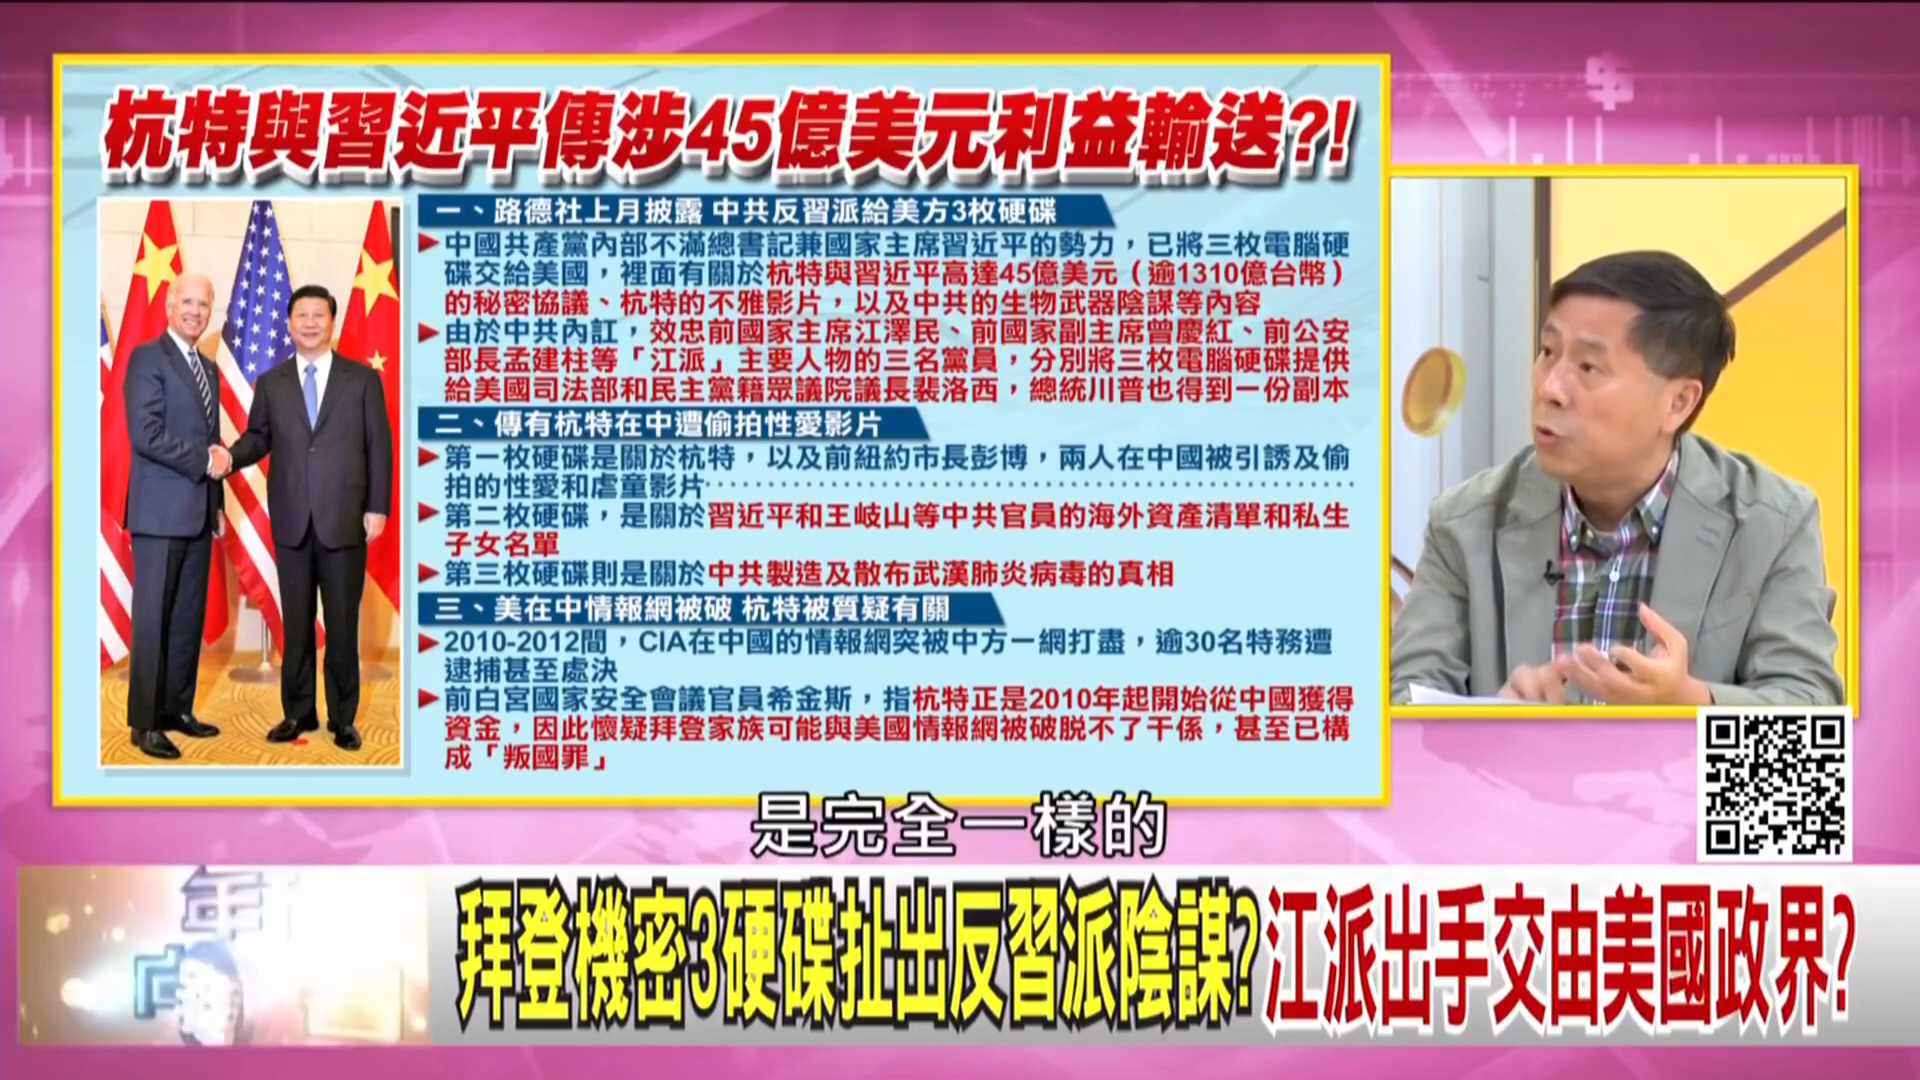 杭特與習近平傳涉45億美元利益輸送?!
一、路德社上月披露 中共反習派給美方3枚硬碟
中國共產黨內部不滿總書記兼國家主席習近平的勢力，已將三枚電腦硬
碟交給美國，裡面有關於杭特與習近平高達45億美元（逾1310億台幣）
的秘密協議、杭特的不雅影片，以及中共的生物武器陰謀等內容
由於中共內訌，效忠前國家主席江澤民、前國家副主席曾慶紅、前公安
部長孟建柱等「江派」主要人物的三名黨員，分別將三枚電腦硬碟提供
給美國司法部和民主黨籍眾議院議長裴洛西，總統川普也得到一份副本
二、傳有杭特在中遭偷拍性愛影片
第一枚硬碟是關於杭特，以及前紐約市長彭博，兩人在中國被引誘及偷
拍的性愛和虐童影片
第二枚硬碟，是關於習近平和王岐山等中共官員的海外資產清單和私生
子女名單
第三枚硬碟則是關於中共製造及散布武漢肺炎病毒的真相
三、美在中情報網被破 杭特被質疑有關
2010-2012間，CIA在中國的情報網突被中方一網打盡，逾30名特務遭
逮捕甚至處決
前白宮國家安全會議官員希金斯，指杭特正是2010年起開始從中國獲得
資金，因此懷疑拜登家族可能與美國情報網被破脫不了干係，甚至已構
成「叛國罪」
是完全一樣的
拜登機密3硬碟扯出反習派陰謀?江派出手交由美國政界?